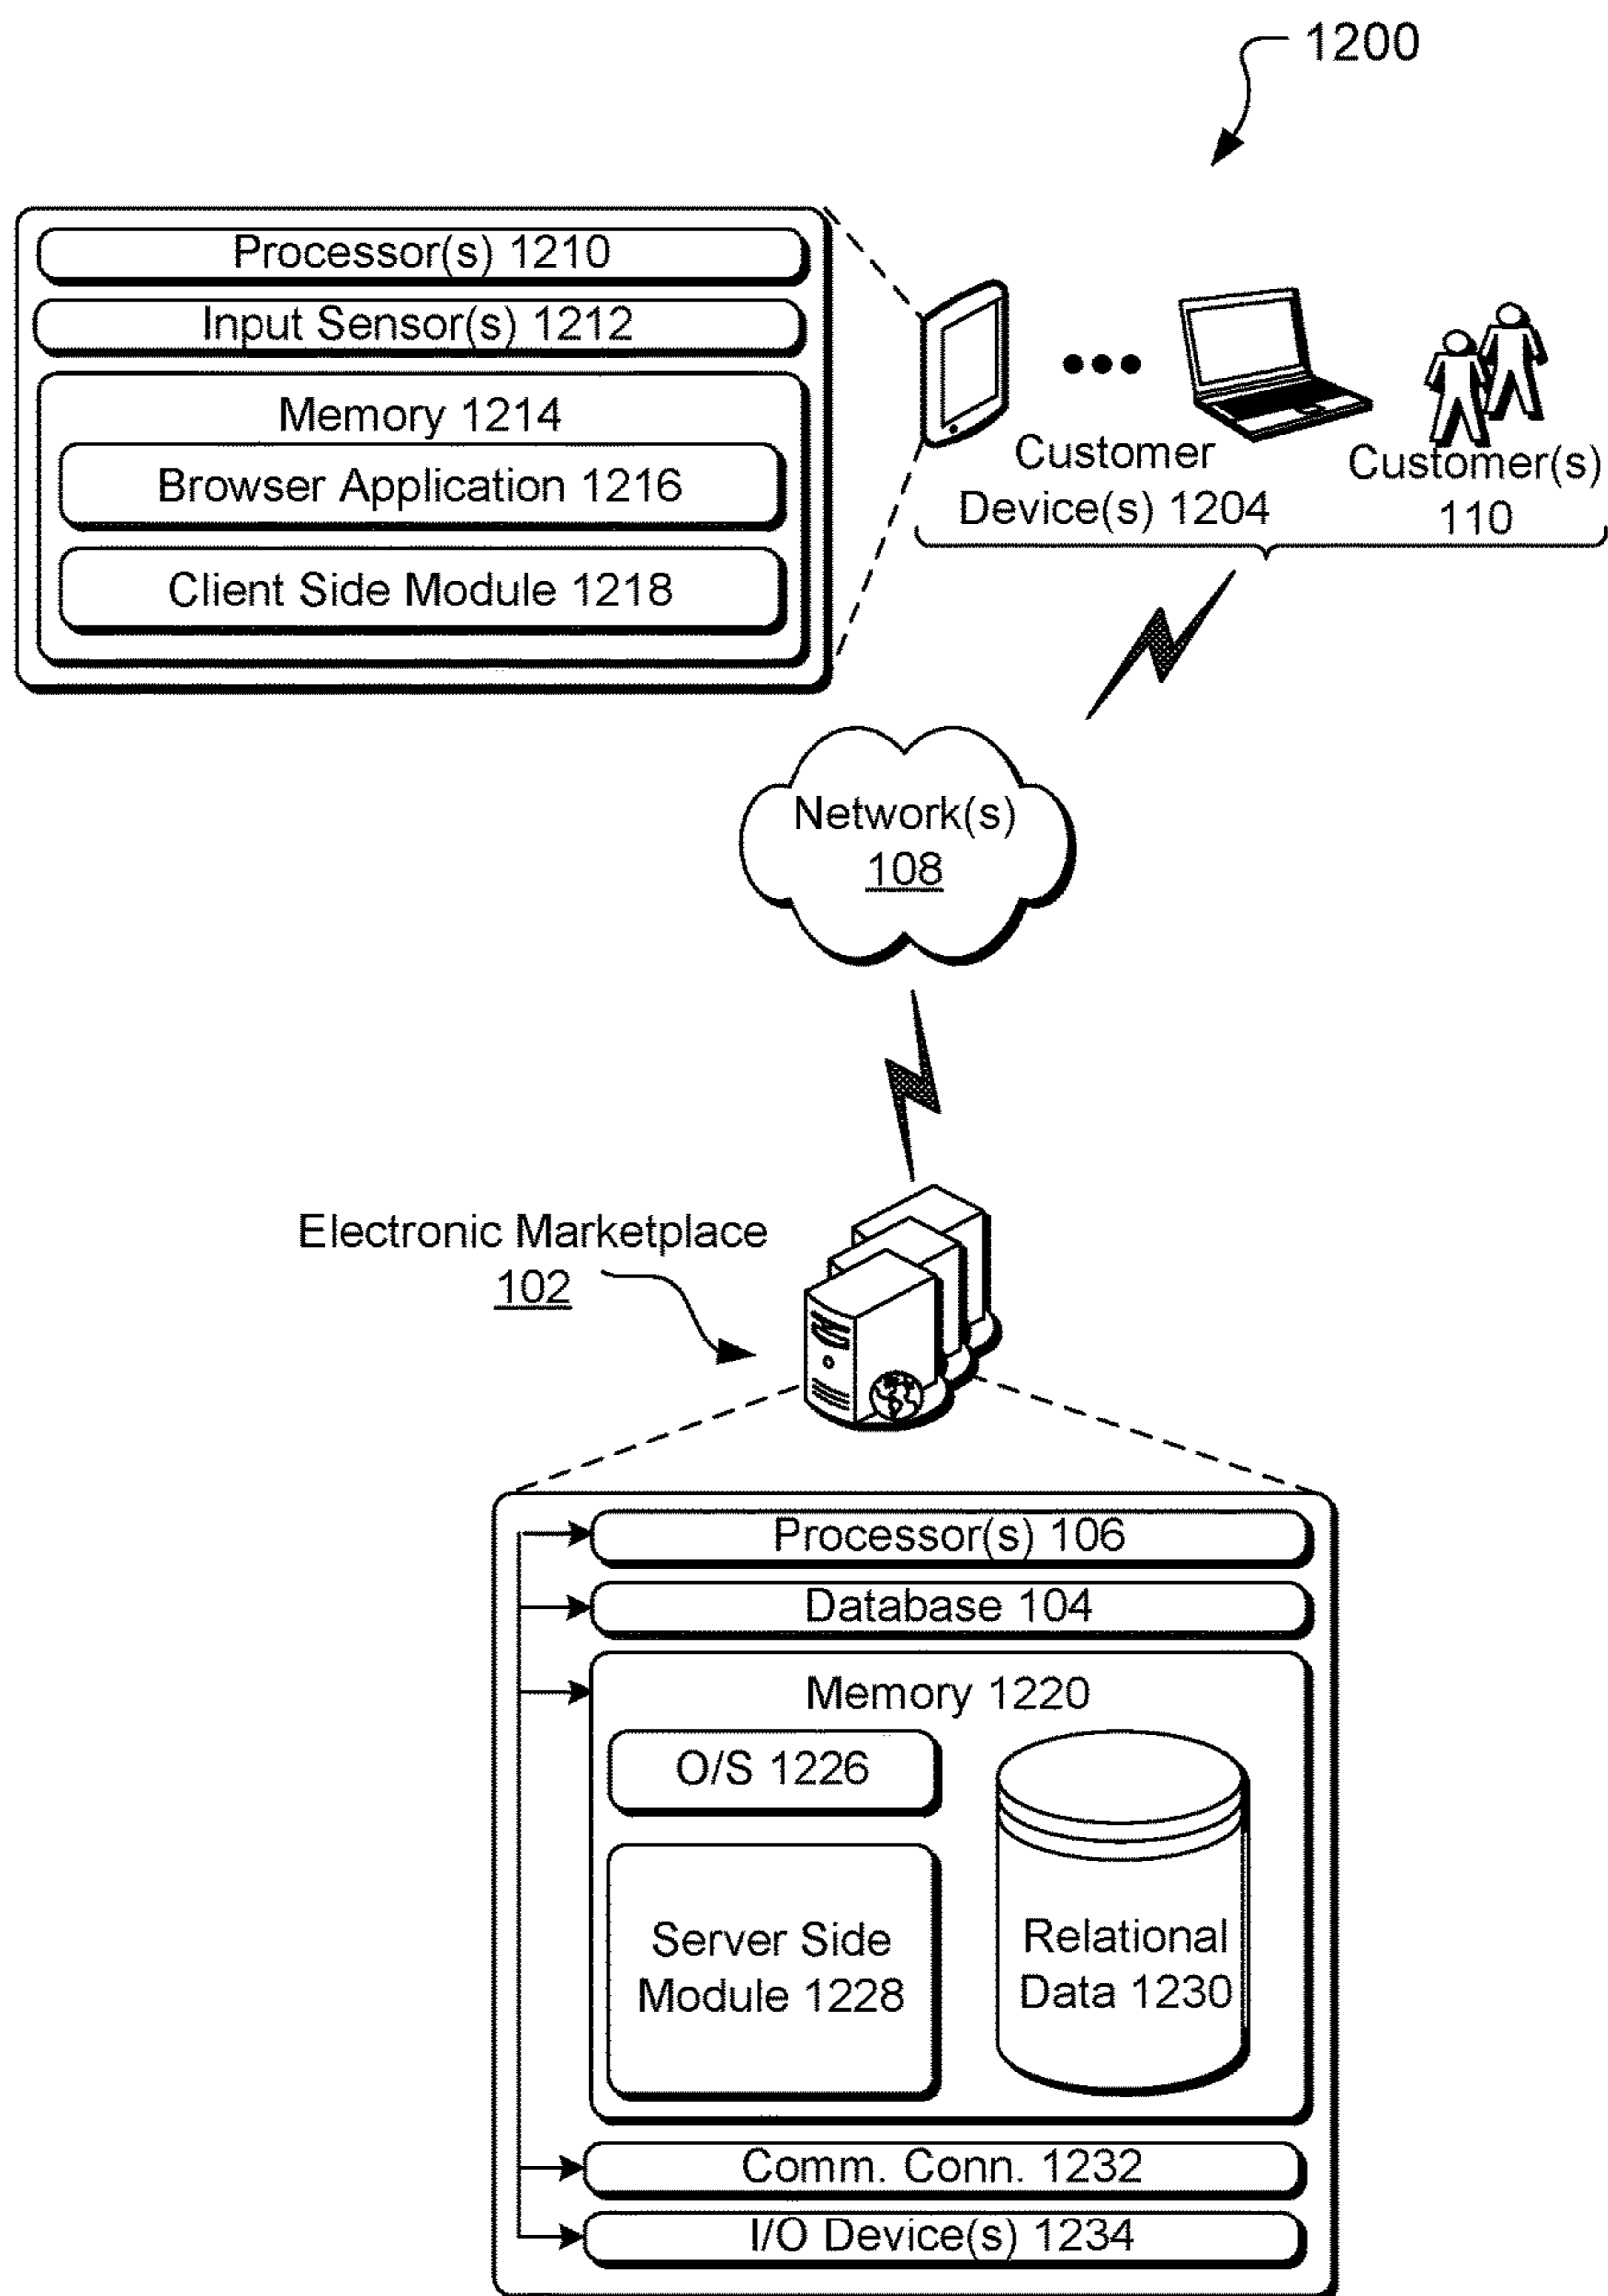 1200
Processor(s) 1210
Input Sensor(s) 1212
Memory 1214
Browser Application 1216
Client Side Module 1218
Customer
Device(s) 1204
Customer(s)
110
Network(s)
108
Electronic Marketplace
102
Processor(s) 106
Database 104
Memory 1220
O/S 1226
Server Side
Module 1228
Relational
Data 1230
Comm. Conn. 1232
I/O Device(s) 1234